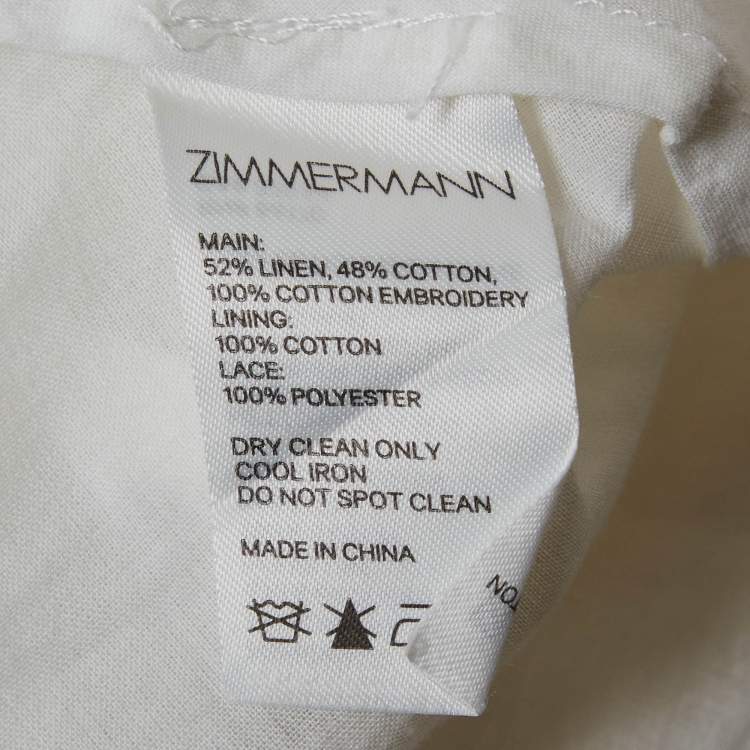 ZIMMERMANN
MAIN:
52% LINEN, 48% COTTON,
100% COTTON EMBROIDERY
LINING:
100% COTTON
LACE:
100% POLYESTER
DRY CLEAN ONLY
COOL IRON
DO NOT SPOT CLEAN
MADE IN CHINA